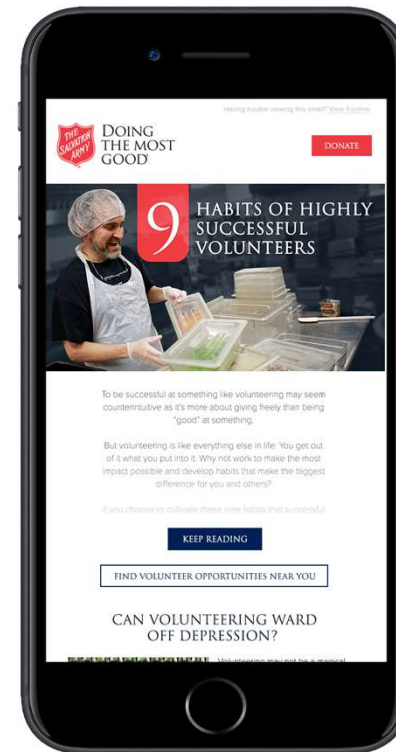 Having trouble viewing this email? View it online
THE
SALVATION
ARMY
DOING
THE MOST
GOOD
DONATE
9
HABITS OF HIGHLY
SUCCESSFUL
VOLUNTEERS
To be successful at something like volunteering may seem
counterintuitive as it's more about giving freely than being
"good" at something.
But volunteering is like everything else in life: You get out
of it what you put into it. Why not work to make the most
impact possible and develop habits that make the biggest
difference for you and others?
If you choose to cultivate these nine habits that successful
KEEP READING
FIND VOLUNTEER OPPORTUNITIES NEAR YOU
CAN VOLUNTEERING WARD
OFF DEPRESSION?
Volunteering may not be a magical